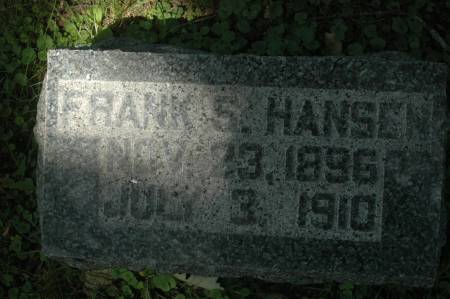 FRANK S. HANSEN
NOV. 23, 1896
JULY 3, 1910